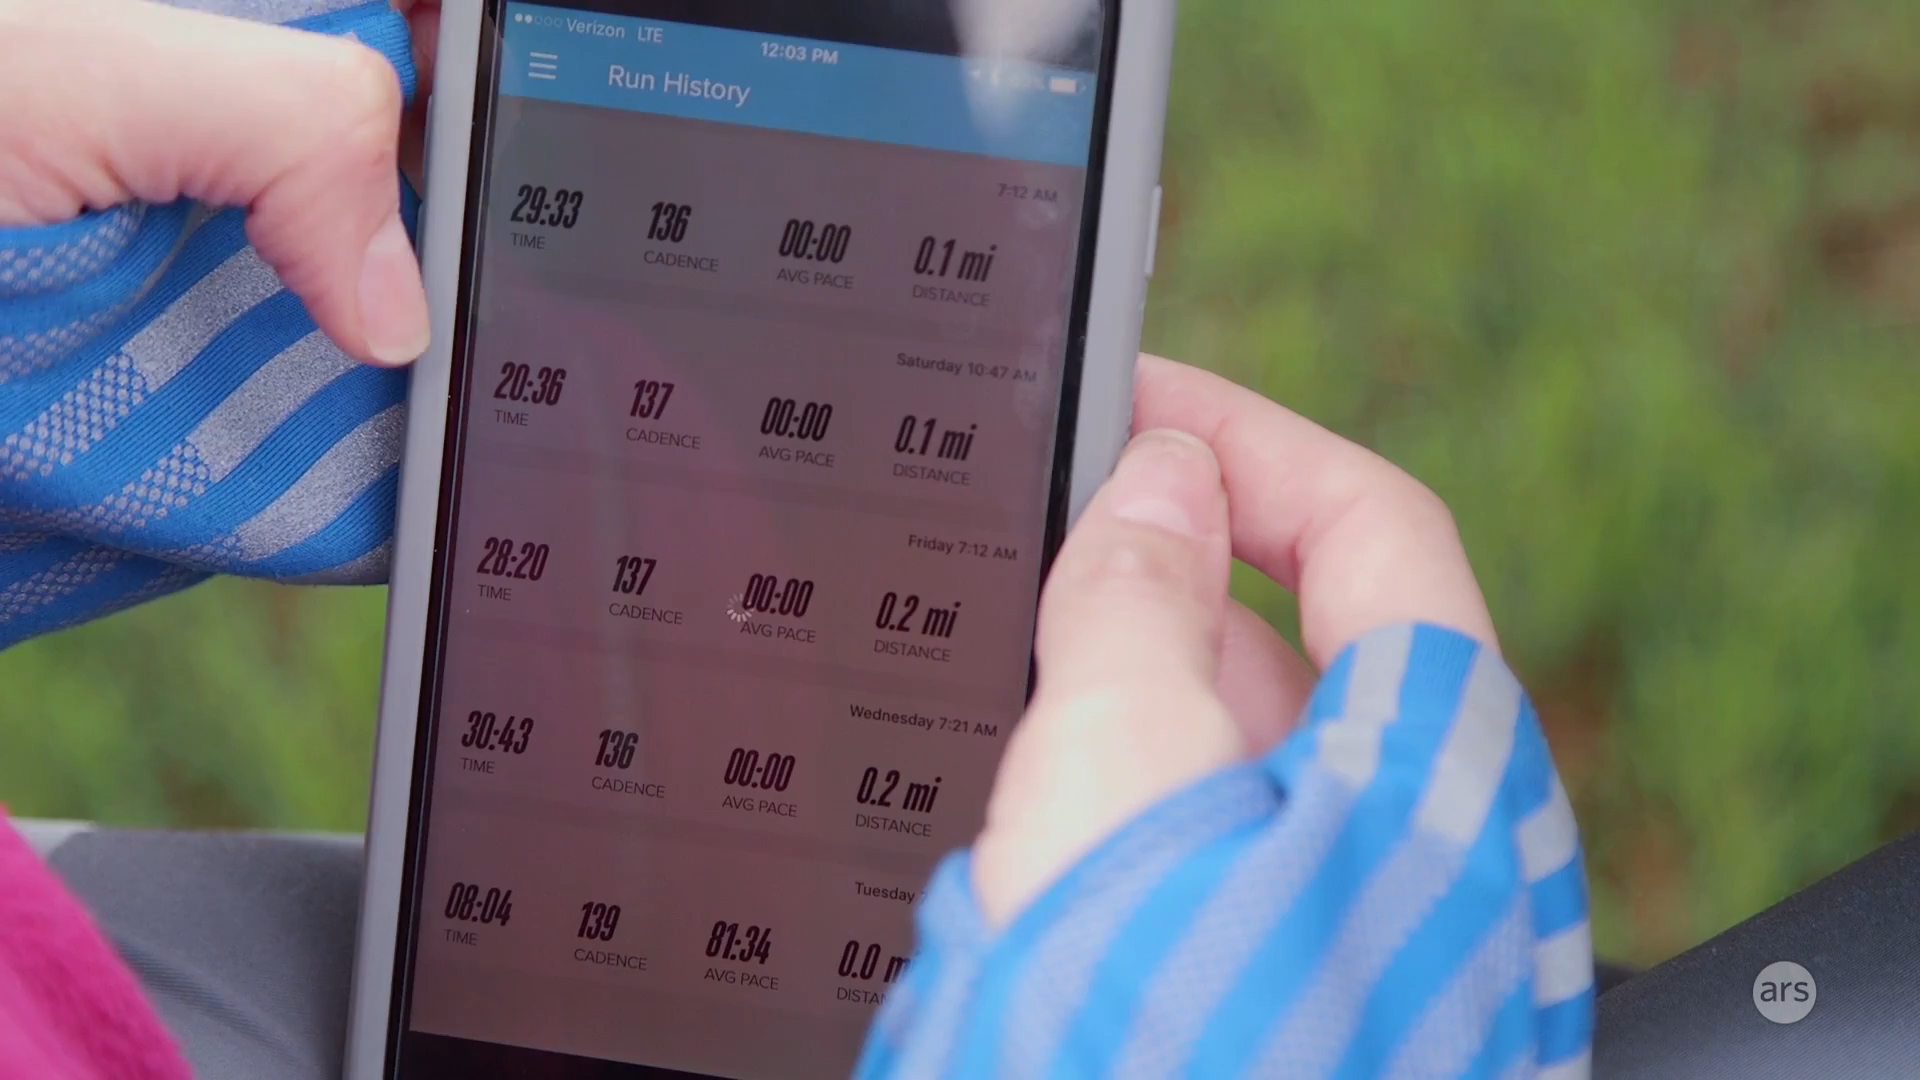 Verizon LTE
12:03 PM
Run History
7:12 AM
29:33 136 00:00 0.1 mi
TIME CADENCE AVG PACE DISTANCE
Saturday 10:47 AM
20:36 137 00:00 0.1 mi
TIME CADENCE AVG PACE DISTANCE
Friday 7:12 AM
28:20 137 00:00 0.2 mi
TIME CADENCE AVG PACE DISTANCE
Wednesday 7:21 AM
30:43 136 00:00 0.2 mi
TIME CADENCE AVG PACE DISTANCE
Tuesday
08:04 139 81:34 0.0 m
TIME CADENCE AVG PACE DISTA
ars